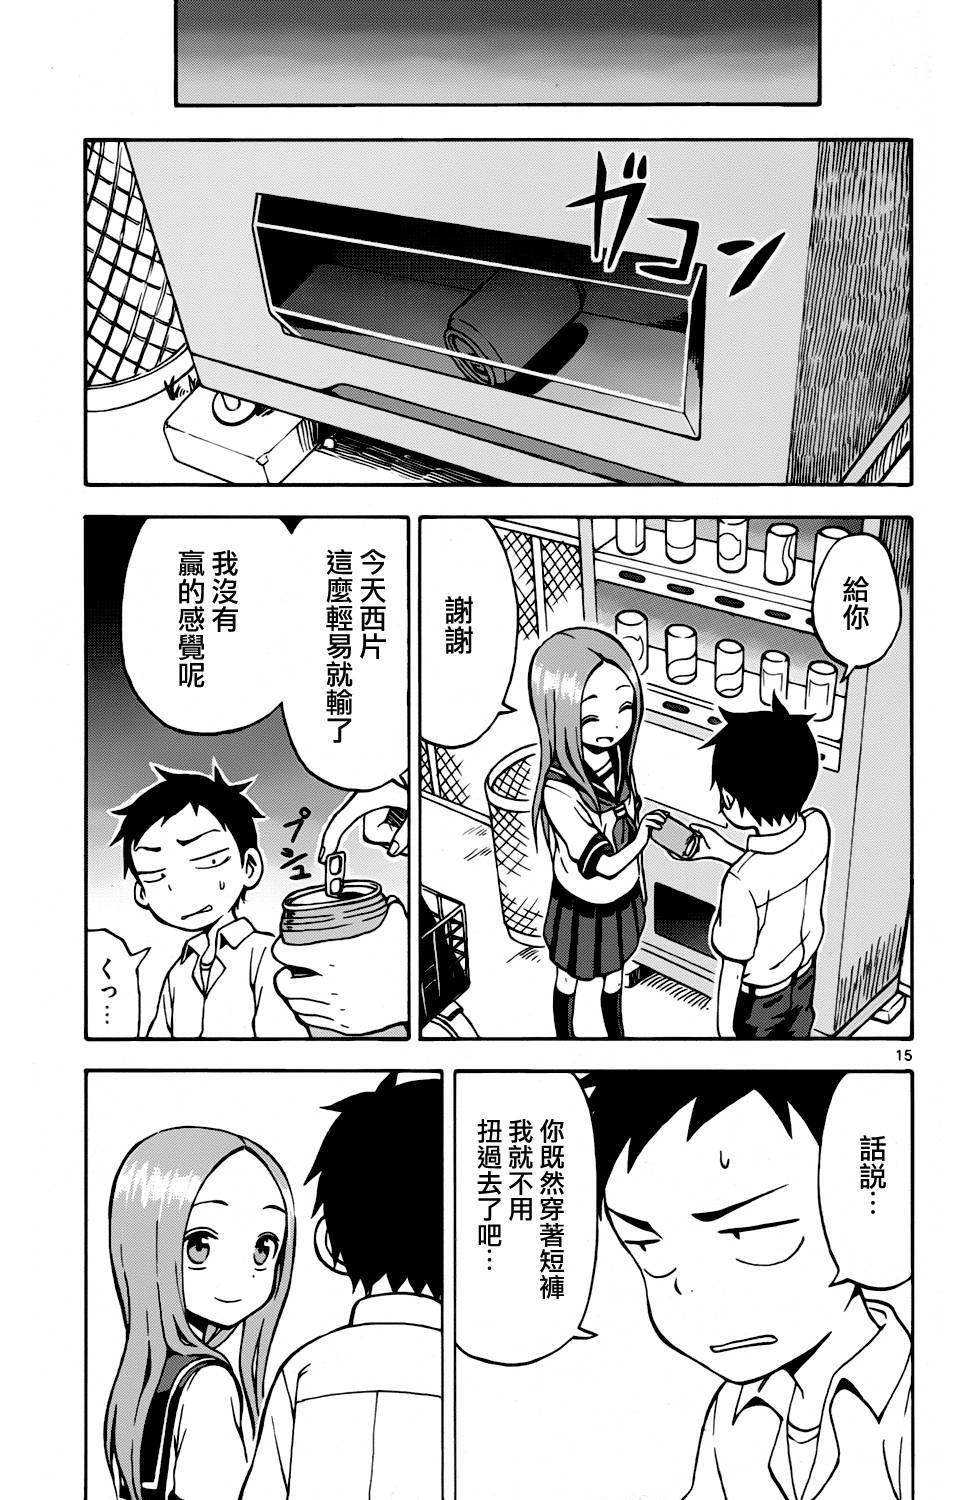 ガコン
給你
謝謝
今天西片
這麼輕易就輸了
我沒有
贏的感覺呢
プシュ
くっ…
15
話説…
你既然穿著短褲
我就不用
扭過去了吧…